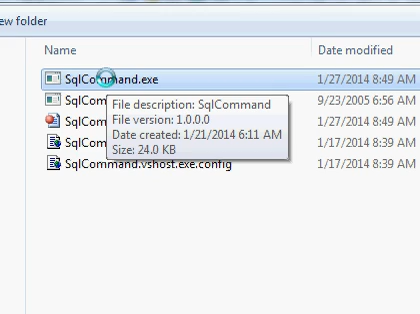 ew folder
Name Date modified
SqlCommand.exe 1/27/2014 8:49 AM
SqlCom 9/23/2005 6:56 AM
SqlCom 1/27/2014 8:49 AM
SqlCom 1/17/2014 8:39 AM
SqlCommand.vshost.exe.config 1/17/2014 8:39 AM
File description: SqlCommand
File version: 1.0.0.0
Date created: 1/21/2014 6:11 AM
Size: 24.0 KB